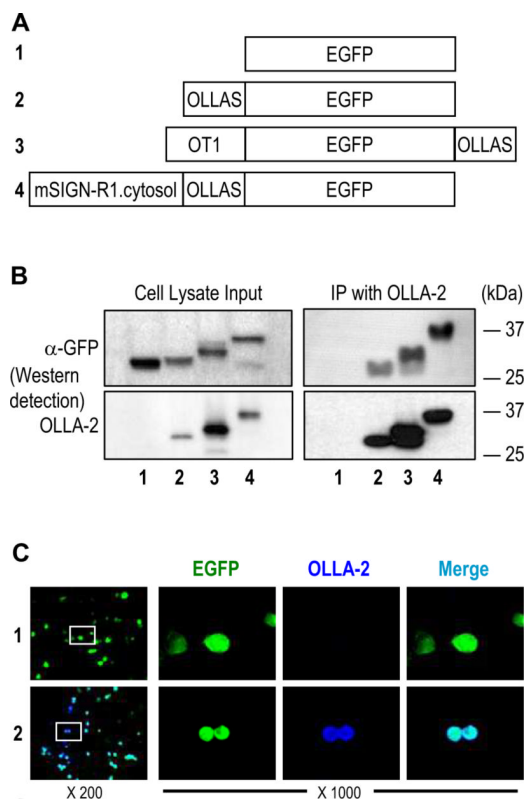 A
1 EGFP
2 OLLAS EGFP
3 OT1 EGFP OLLAS
4 mSIGN-R1.cytosol OLLAS EGFP
B
Cell Lysate Input IP with OLLA-2 (kDa)
α-GFP
(Western
detection)
OLLA-2
— 37
— 25
— 37
— 25
1 2 3 4 1 2 3 4
C
EGFP OLLA-2 Merge
1
2
X 200 X 1000